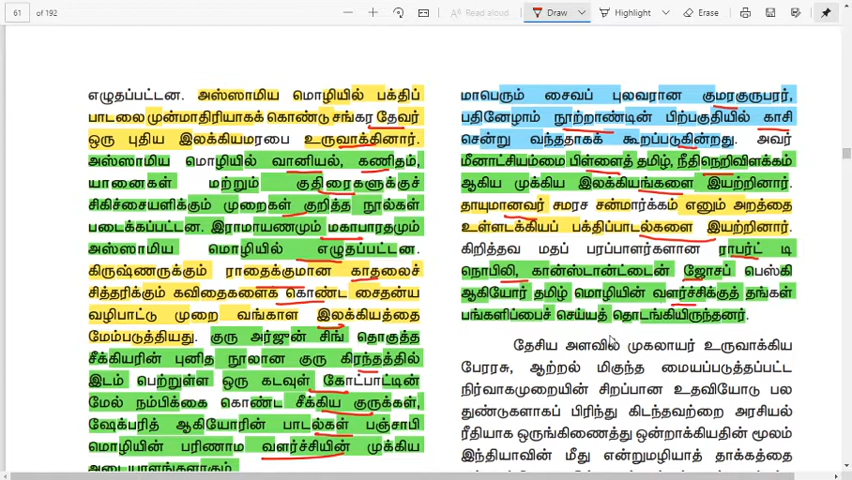 61 of 192
Read aloud
Draw
Highlight
Erase
எழுதப்பட்டன. அஸ்ஸாமிய மொழியில் பக்திப்
பாடலை முன்மாதிரியாகக் கொண்டு சங்கர தேவர்
ஒரு புதிய இலக்கியமரபை உருவாக்கினார்.
அஸ்ஸாமிய மொழியில் வானியல், கணிதம்,
யானைகள் மற்றும் குதிரைகளுக்குச்
சிகிச்சையளிக்கும் முறைகள் குறித்த நூல்கள்
படைக்கப்பட்டன. இராமாயணமும் மகாபாரதமும்
அஸ்ஸாமிய மொழியில் எழுதப்பட்டன.
கிருஷ்ணருக்கும் ராதைக்குமான காதலைச்
சித்தரிக்கும் கவிதைகளைக் கொண்ட சைதன்ய
வழிபாட்டு முறை வங்காள இலக்கியத்தை
மேம்படுத்தியது. குரு அர்ஜுன் சிங் தொகுத்த
சீக்கியரின் புனித நூலான குரு கிரந்தத்தில்
இடம் பெற்றுள்ள ஒரு கடவுள் கோட்பாட்டின்
மேல் நம்பிக்கை கொண்ட சீக்கிய குருக்கள்,
ஷேக்பரித் ஆகியோரின் பாடல்கள் பஞ்சாபி
மொழியின் பரிணாம வளர்ச்சியின் முக்கிய
அடையாளங்களாகும்.
மாபெரும் சைவப் புலவரான குமரகுருபரர்,
பதினேழாம் நூற்றாண்டின் பிற்பகுதியில் காசி
சென்று வந்ததாகக் கூறப்படுகின்றது. அவர்
மீனாட்சியம்மை பிள்ளைத் தமிழ், நீதிநெறிவிளக்கம்
ஆகிய முக்கிய இலக்கியங்களை இயற்றினார்.
தாயுமானவர் சமரச சன்மார்க்கம் எனும் அறத்தை
உள்ளடக்கியப் பக்திப்பாடல்களை இயற்றினார்.
கிறித்தவ மதப் பரப்பாளர்களான ராபர்ட் டி
நொபிலி, கான்ஸ்டான்ட்டைன் ஜோசப் பெஸ்கி
ஆகியோர் தமிழ் மொழியின் வளர்ச்சிக்குத் தங்கள்
பங்களிப்பைச் செய்யத் தொடங்கியிருந்தனர்.
தேசிய அளவில் முகலாயர் உருவாக்கிய
பேரரசு, ஆற்றல் மிகுந்த மையப்படுத்தப்பட்ட
நிர்வாகமுறையின் சிறப்பான உதவியோடு பல
துண்டுகளாகப் பிரிந்து கிடந்தவற்றை அரசியல்
ரீதியாக ஒருங்கிணைத்து ஒன்றாக்கியதின் மூலம்
இந்தியாவின் மீது என்றுமழியாத் தாக்கத்தை